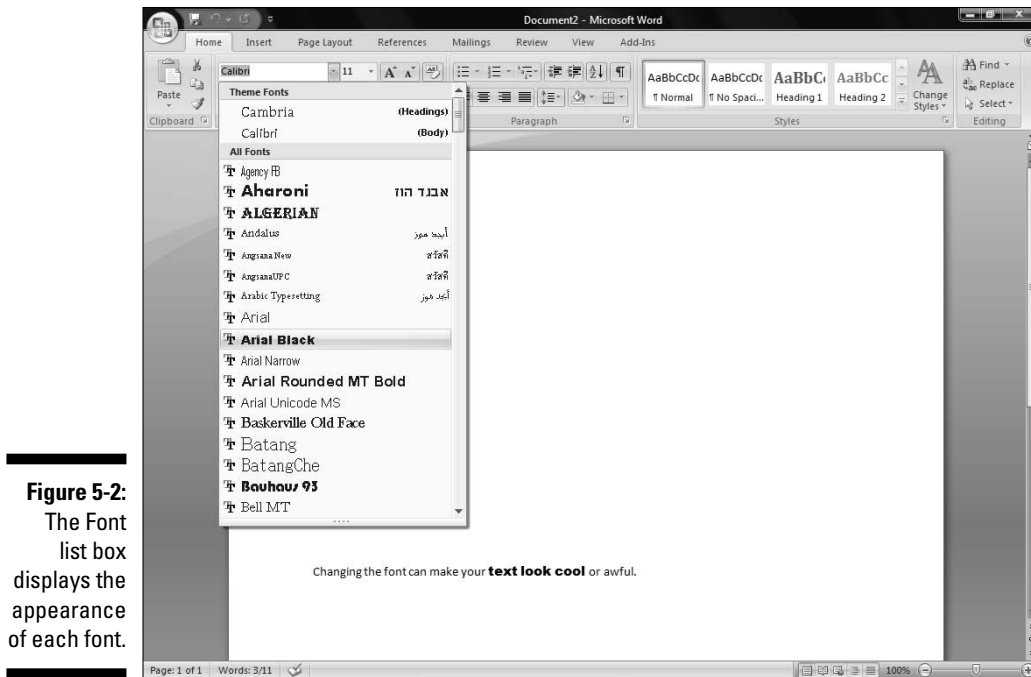 Document2 - Microsoft Word
Home Insert Page Layout References Mailings Review View Add-Ins
Calibri 11
Paste
AaBbCcDc AaBbCcDc AaBbC AaBbCc
¶ Normal ¶ No Spaci... Heading 1 Heading 2
Change Styles
Find
Replace
Select
Clipboard Paragraph Styles Editing
Theme Fonts
Cambria (Headings)
Calibri (Body)
All Fonts
Agency FB
Aharoni אבגד הוז
ALGERIAN
Andalus أبجد هوز
Angsana New สวัสดี
AngsanaUPC สวัสดี
Arabic Typesetting أبجد هوز
Arial
Arial Black
Arial Narrow
Arial Rounded MT Bold
Arial Unicode MS
Baskerville Old Face
Batang
BatangChe
Bauhaus 93
Bell MT
Changing the font can make your text look cool or awful.
Page: 1 of 1 Words: 3/11 100%
Figure 5-2:
The Font
list box
displays the
appearance
of each font.